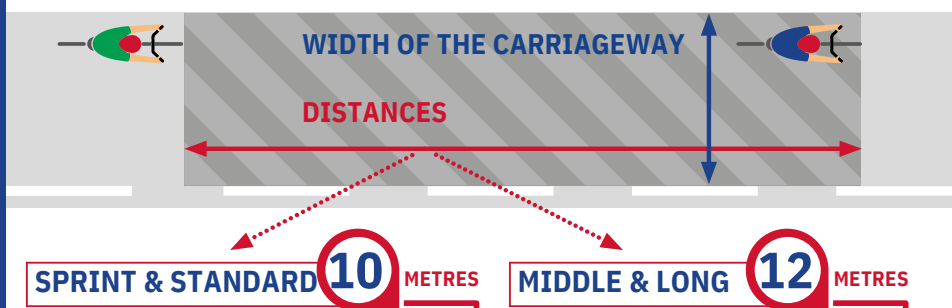 WIDTH OF THE CARRIAGEWAY
DISTANCES
SPRINT & STANDARD 10 METRES
MIDDLE & LONG 12 METRES